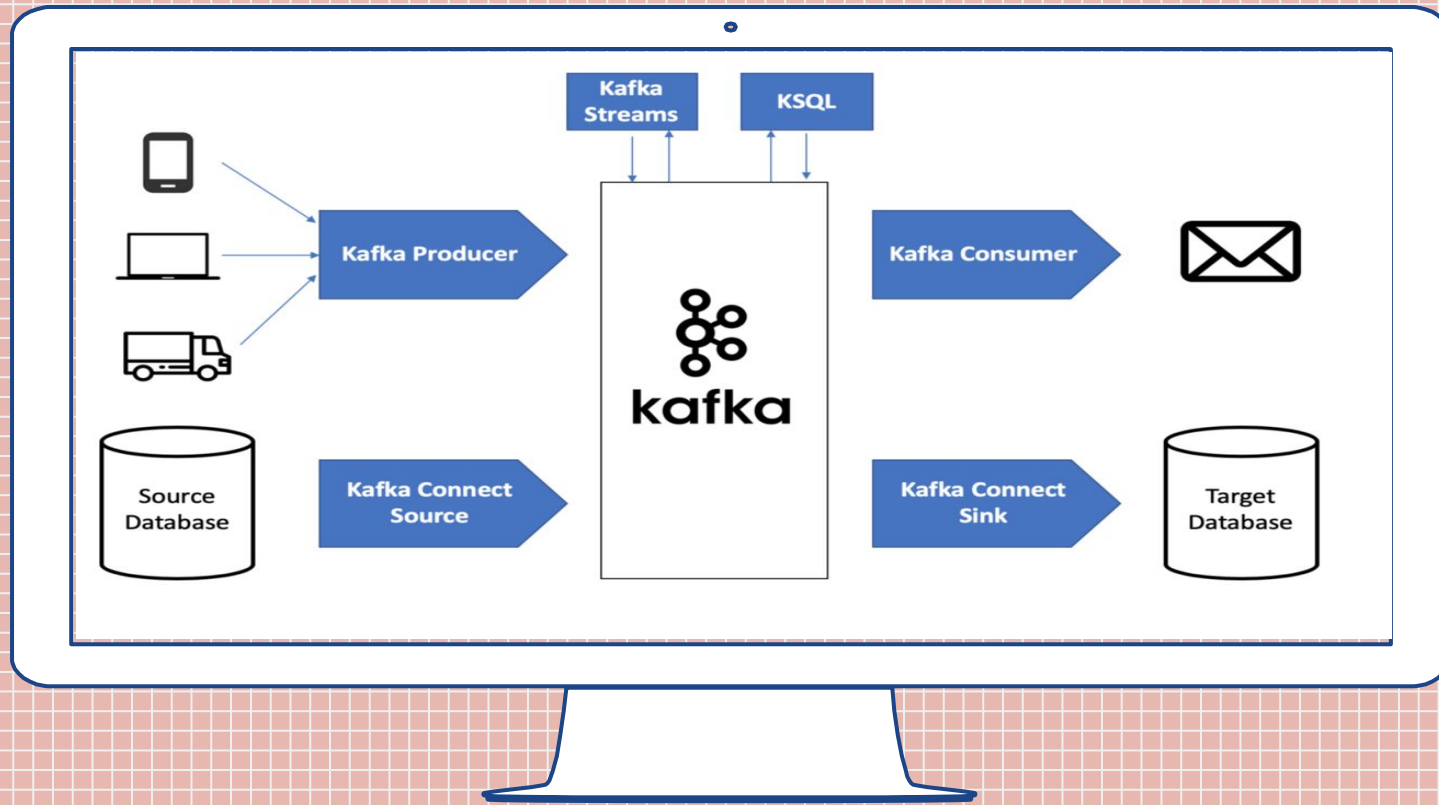 Kafka
Streams
KSQL
Kafka Producer
Kafka Consumer
kafka
Source
Database
Kafka Connect
Source
Kafka Connect
Sink
Target
Database